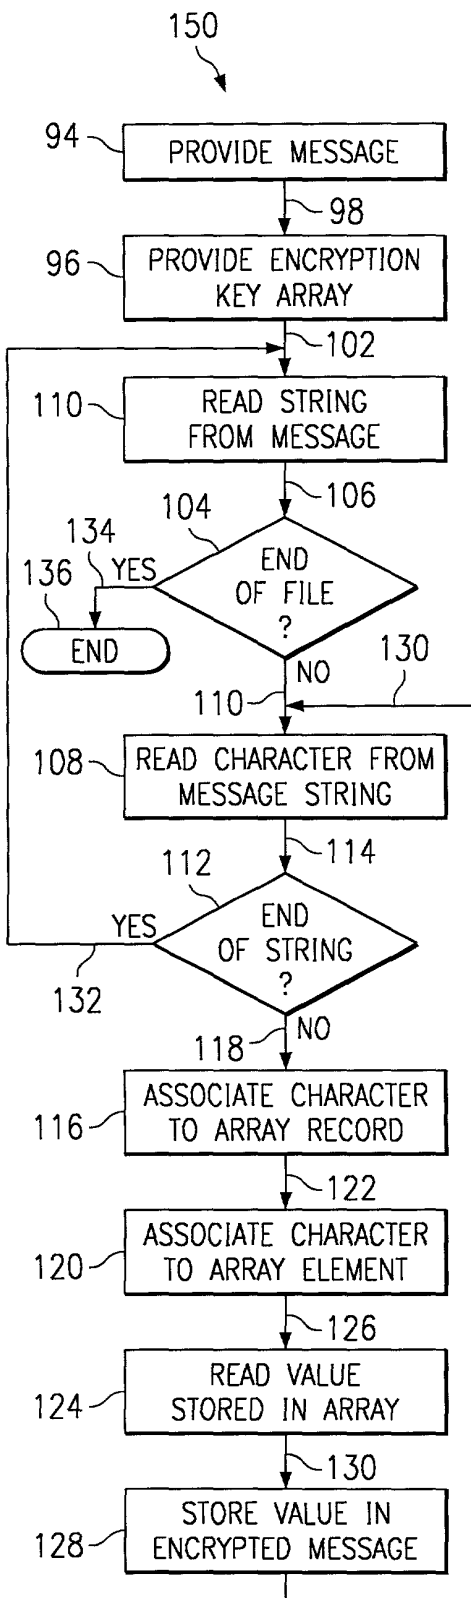 150
94
PROVIDE MESSAGE
98
96
PROVIDE ENCRYPTION
KEY ARRAY
102
110
READ STRING
FROM MESSAGE
106
104
134
136
YES
END
OF FILE
?
END
NO
130
110
108
READ CHARACTER FROM
MESSAGE STRING
114
112
YES
END
OF STRING
?
132
NO
118
116
ASSOCIATE CHARACTER
TO ARRAY RECORD
122
120
ASSOCIATE CHARACTER
TO ARRAY ELEMENT
126
124
READ VALUE
STORED IN ARRAY
130
128
STORE VALUE IN
ENCRYPTED MESSAGE